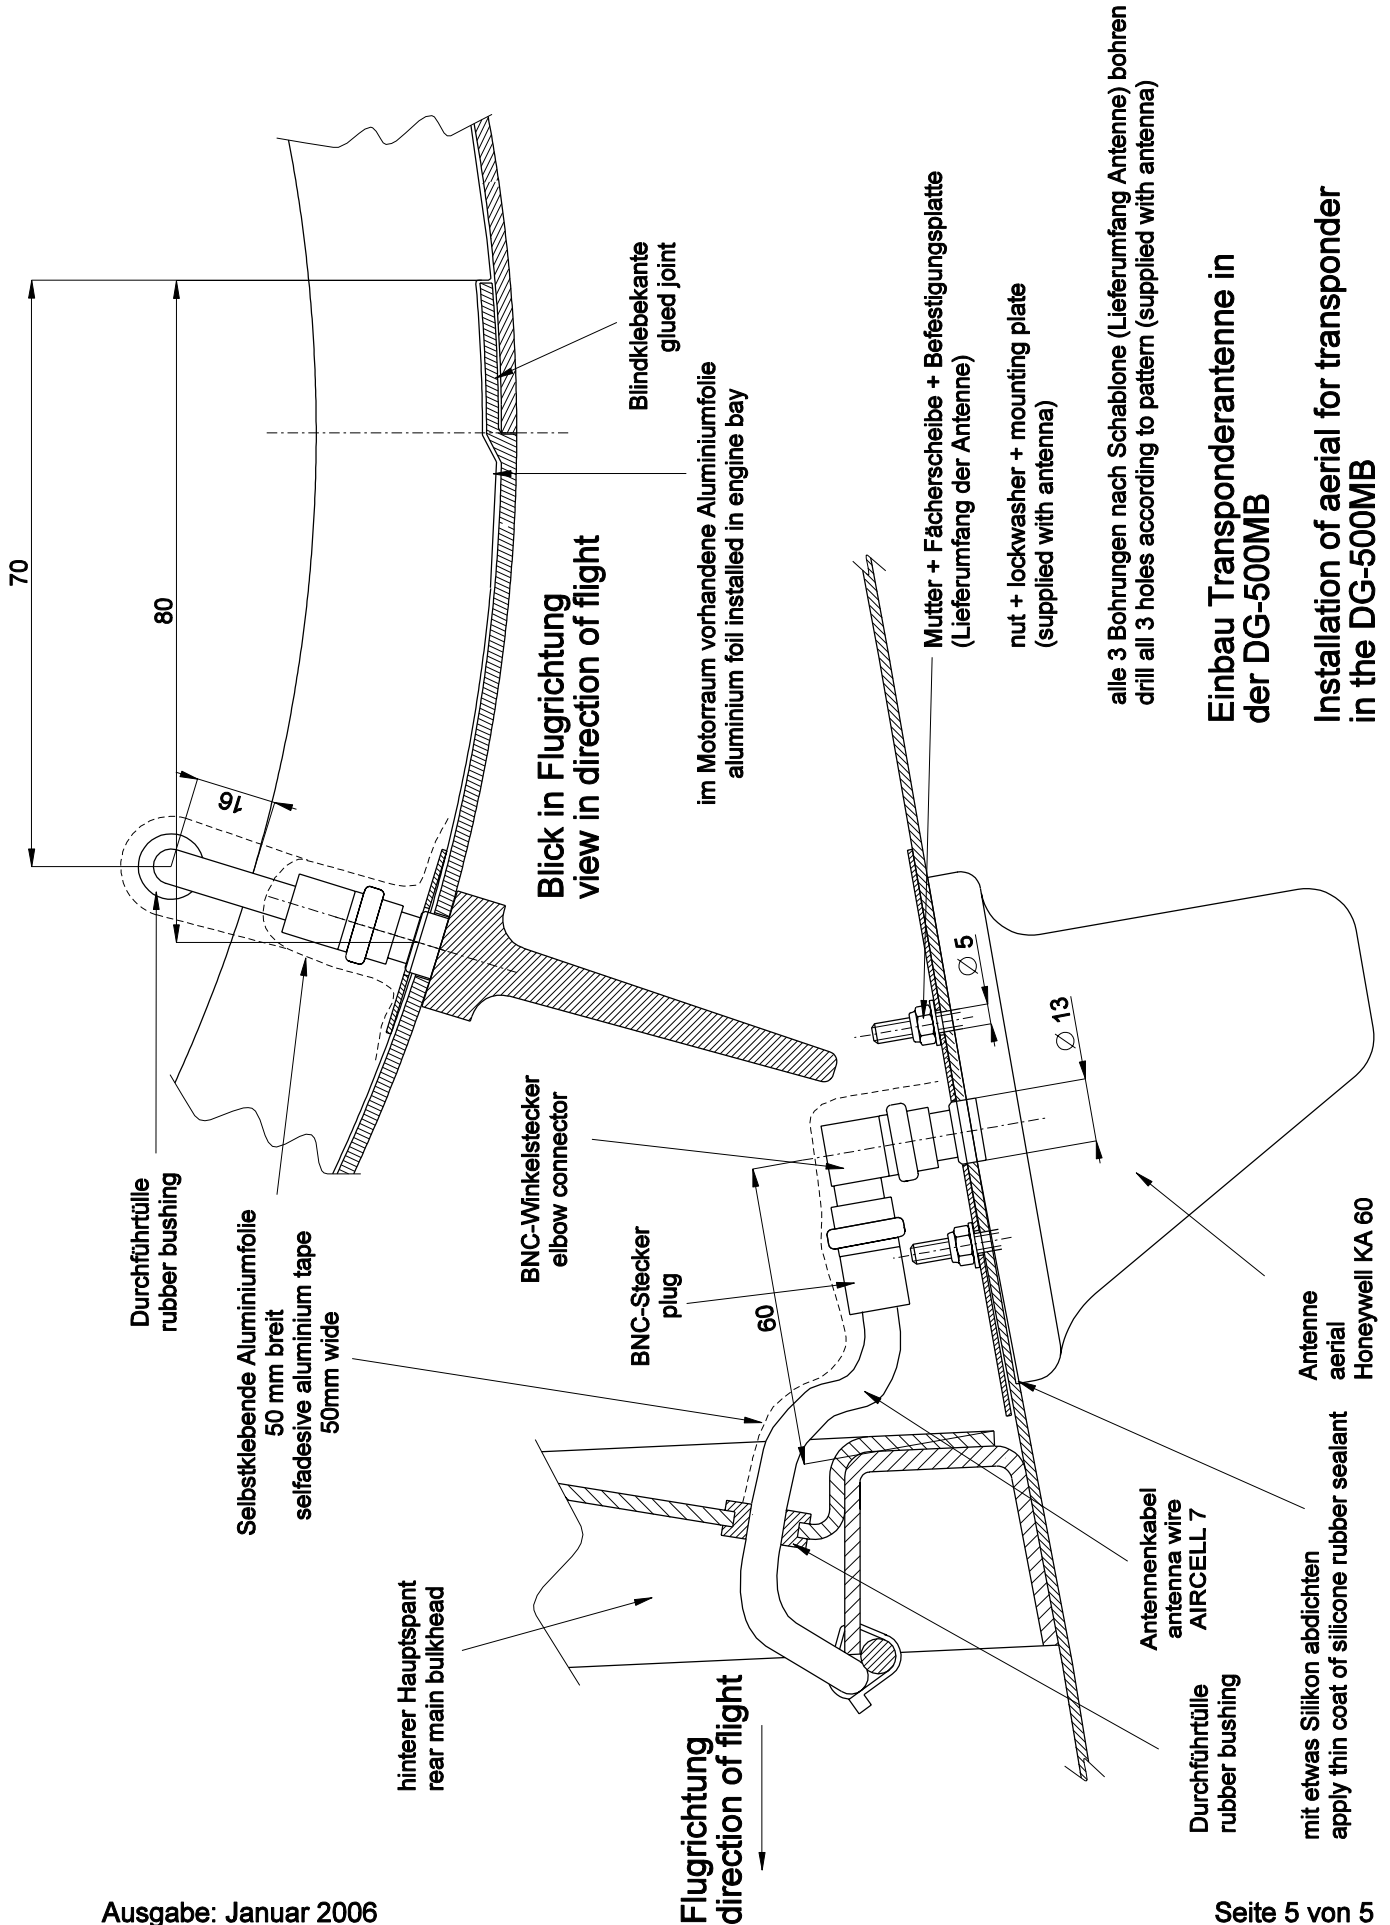 70
80
16
Durchführtülle
rubber bushing
Selbstklebende Aluminiumfolie
50 mm breit
selfadesive aluminium tape
50mm wide
Blick in Flugrichtung
view in direction of flight
Blindklebekante
glued joint
im Motorraum vorhandene Aluminiumfolie
aluminium foil installed in engine bay
hinterer Hauptspant
rear main bulkhead
BNC-Winkelstecker
elbow connector
BNC-Stecker
plug
60
Ø 5
Ø 13
Mutter + Fächerscheibe + Befestigungsplatte
(Lieferumfang der Antenne)
nut + lockwasher + mounting plate
(supplied with antenna)
alle 3 Bohrungen nach Schablone (Lieferumfang Antenne) bohren
drill all 3 holes according to pattern (supplied with antenna)
Flugrichtung
direction of flight
Antennenkabel
antenna wire
AIRCELL 7
Durchführtülle
rubber bushing
mit etwas Silikon abdichten
apply thin coat of silicone rubber sealant
Antenne
aerial
Honeywell KA 60
Einbau Transponderantenne in
der DG-500MB
Installation of aerial for transponder
in the DG-500MB
Ausgabe: Januar 2006
Seite 5 von 5